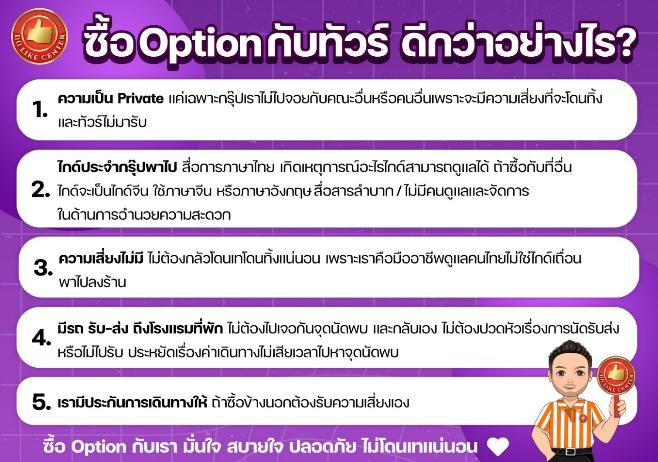 BIG LIKE CENTER
ซื้อ Option กับทัวร์ ดีกว่าอย่างไร?
1. ความเป็น Private แค่เฉพาะกรุ๊ปเราไม่ไปจอยกับคณะอื่นหรือคนอื่นเพราะจะมีความเสี่ยงที่จะโดนทิ้ง
และทัวร์ไม่มารับ
2. ไกด์ประจำกรุ๊ปพาไป สื่อการภาษาไทย เกิดเหตุการณ์อะไรไกด์สามารถดูแลได้ ถ้าซื้อกับที่อื่น
ไกด์จะเป็นไกด์จีน ใช้ภาษาจีน หรือภาษาอังกฤษ สื่อสารลำบาก / ไม่มีคนดูแลและจัดการ
ในด้านการอำนวยความสะดวก
3. ความเสี่ยงไม่มี ไม่ต้องกลัวโดนเทโดนทิ้งแน่นอน เพราะเราคือมืออาชีพดูแลคนไทยไม่ใช้ไกด์เถื่อน
พาไปลงร้าน
4. มีรถ รับ-ส่ง ถึงโรงแรมที่พัก ไม่ต้องไปเจอกันจุดนัดพบ และกลับเอง ไม่ต้องปวดหัวเรื่องการนัดรับส่ง
หรือไม่ไปรับ ประหยัดเรื่องค่าเดินทางไม่เสียเวลาไปหาจุดนัดพบ
5. เรามีประกันการเดินทางให้ ถ้าซื้อข้างนอกต้องรับความเสี่ยงเอง
ซื้อ Option กับเรา มั่นใจ สบายใจ ปลอดภัย ไม่โดนเทแน่นอน